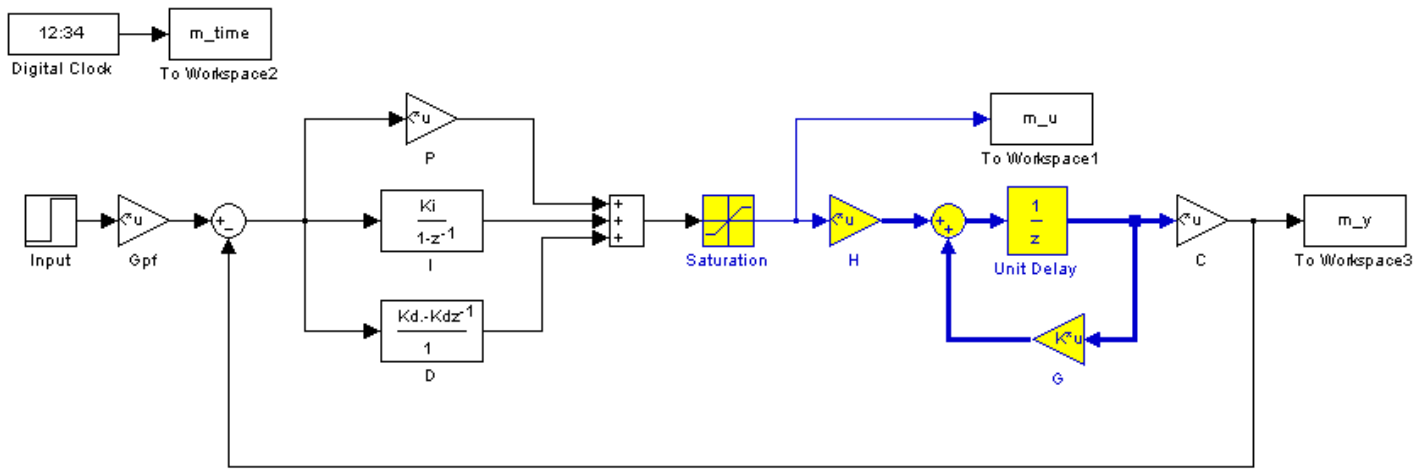 12:34
m_time
Digital Clock
To Workspace2
u
P
m_u
To Workspace1
Input
u
Gpf
+
−
Ki
1-z⁻¹
I
+
+
+
Saturation
u
H
+
+
1
z
Unit Delay
u
C
m_y
To Workspace3
Kd.-Kdz⁻¹
1
D
K*u
G